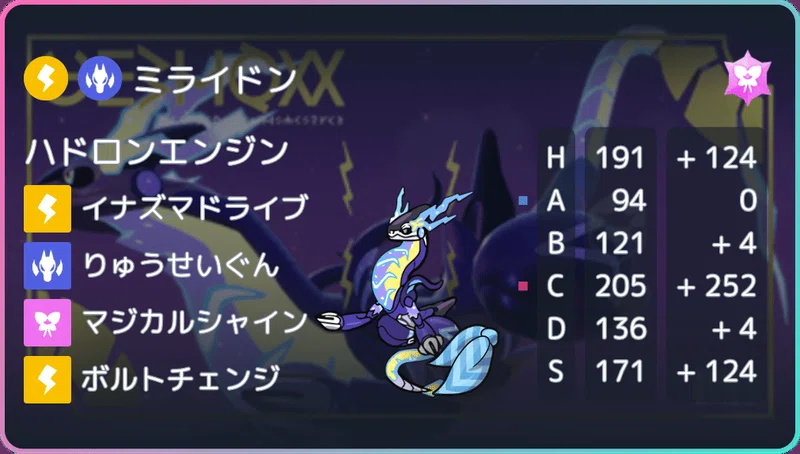 ミライドン
ハドロンエンジン
イナズマドライブ
りゅうせいぐん
マジカルシャイン
ボルトチェンジ
H 191 +124
A 94 0
B 121 +4
C 205 +252
D 136 +4
S 171 +124